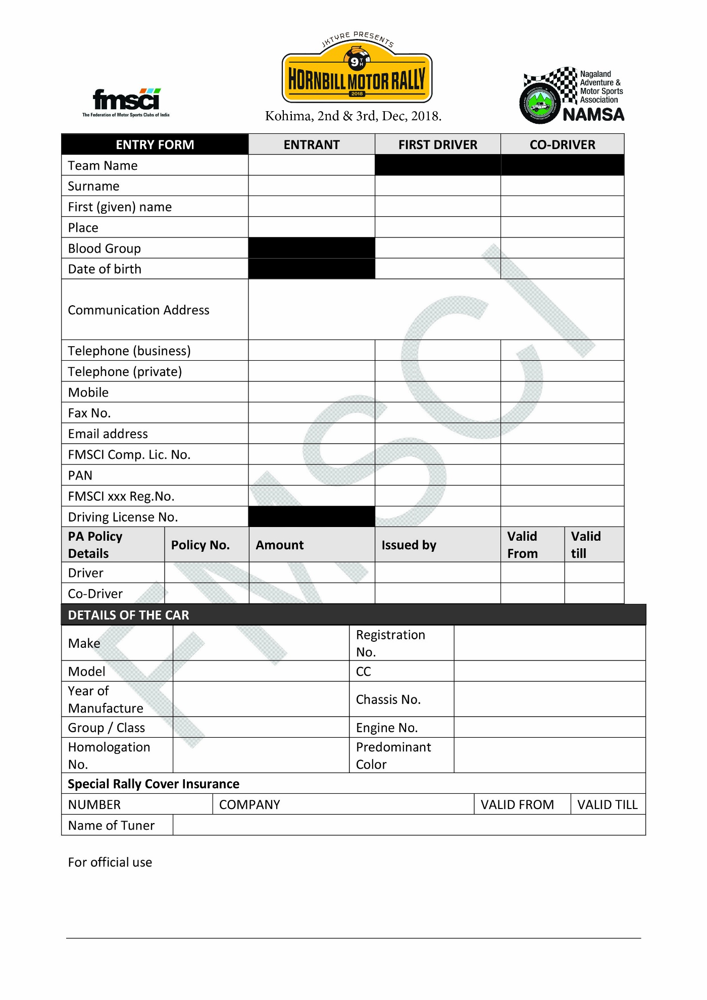 JKTYRE PRESENTS
9TH
HORNBILL MOTOR RALLY
2018
Kohima, 2nd & 3rd, Dec, 2018.
fmsci
The Federation of Motor Sports Clubs of India
Nagaland
Adventure &
Motor Sports
Association
NAMSA
ENTRY FORM ENTRANT FIRST DRIVER CO-DRIVER
Team Name
Surname
First (given) name
Place
Blood Group
Date of birth
Communication Address
Telephone (business)
Telephone (private)
Mobile
Fax No.
Email address
FMSCI Comp. Lic. No.
PAN
FMSCI xxx Reg.No.
Driving License No.
PA Policy
Details
Policy No. Amount Issued by
Valid
From
Valid
till
Driver
Co-Driver
DETAILS OF THE CAR
Make
Registration
No.
Model CC
Year of
Manufacture
Chassis No.
Group / Class Engine No.
Homologation
No.
Predominant
Color
Special Rally Cover Insurance
NUMBER COMPANY VALID FROM VALID TILL
Name of Tuner
For official use
FMSCI